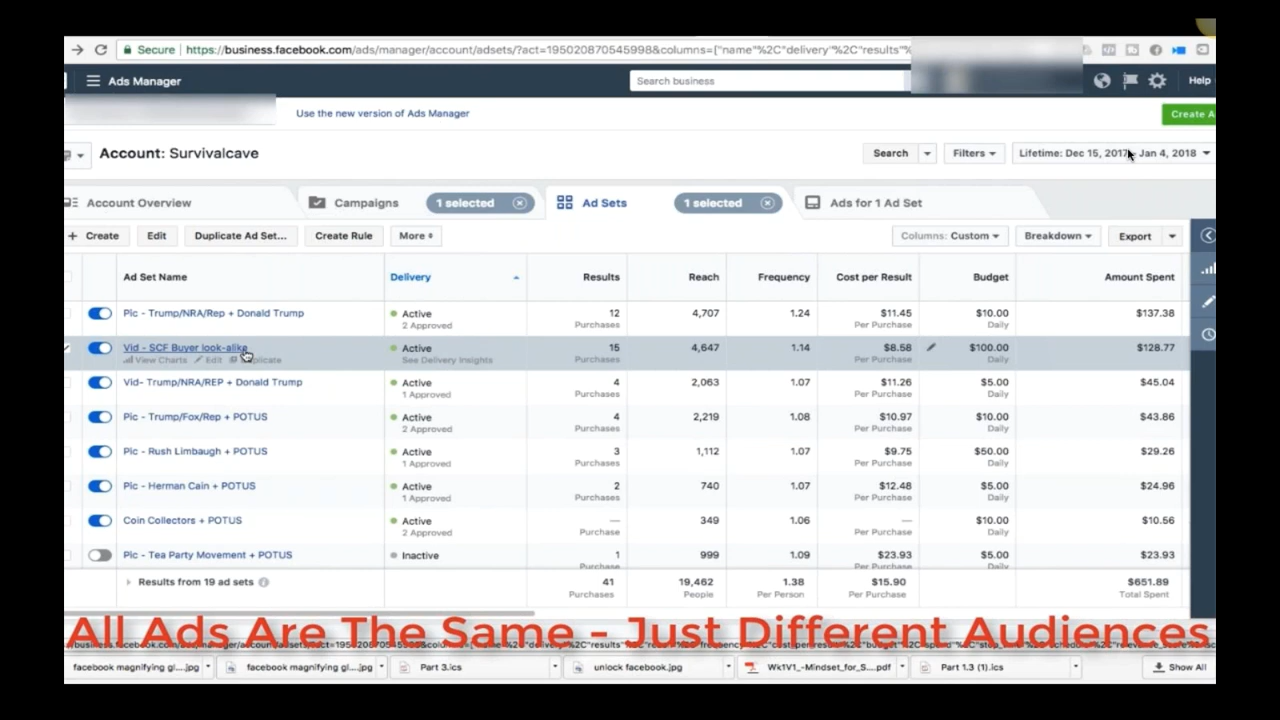 Secure https://business.facebook.com/ads/manager/account/adsets/?act=195020870545998&columns=["name"%2C"delivery"%2C"results"%
Ads Manager Search business Help
Use the new version of Ads Manager Create A
Account: Survivalcave Search Filters Lifetime: Dec 15, 2017 - Jan 4, 2018
Account Overview Campaigns 1 selected Ad Sets 1 selected Ads for 1 Ad Set
+ Create Edit Duplicate Ad Set... Create Rule More Columns: Custom Breakdown Export
Ad Set Name Delivery Results Reach Frequency Cost per Result Budget Amount Spent
Pic - Trump/NRA/Rep + Donald Trump Active 12 4,707 1.24 $11.45 $10.00 $137.38
2 Approved Purchases Per Purchase Daily
Vid - SCF Buyer look-alike Active 15 4,647 1.14 $8.58 $100.00 $128.77
View Charts Edit Duplicate See Delivery Insights Purchases Per Purchase Daily
Vid- Trump/NRA/REP + Donald Trump Active 4 2,063 1.07 $11.26 $5.00 $45.04
1 Approved Purchases Per Purchase Daily
Pic - Trump/Fox/Rep + POTUS Active 4 2,219 1.08 $10.97 $10.00 $43.86
2 Approved Purchases Per Purchase Daily
Pic - Rush Limbaugh + POTUS Active 3 1,112 1.07 $9.75 $50.00 $29.26
1 Approved Purchases Per Purchase Daily
Pic - Herman Cain + POTUS Active 2 740 1.07 $12.48 $5.00 $24.96
1 Approved Purchases Per Purchase Daily
Coin Collectors + POTUS Active — 349 1.06 — $10.00 $10.56
2 Approved Purchase Per Purchase Daily
Pic - Tea Party Movement + POTUS Inactive 1 999 1.09 $23.93 $5.00 $23.93
Purchase Per Purchase Daily
Results from 19 ad sets 41 19,462 1.38 $15.90 $651.89
Purchases People Per Person Per Purchase Total Spent
All Ads Are The Same - Just Different Audiences
facebook magnifying gl....jpg facebook magnifying gl....jpg Part 3.ics unlock facebook.jpg Wk1V1_-Mindset_for_S....pdf Part 1.3 (1).ics Show All